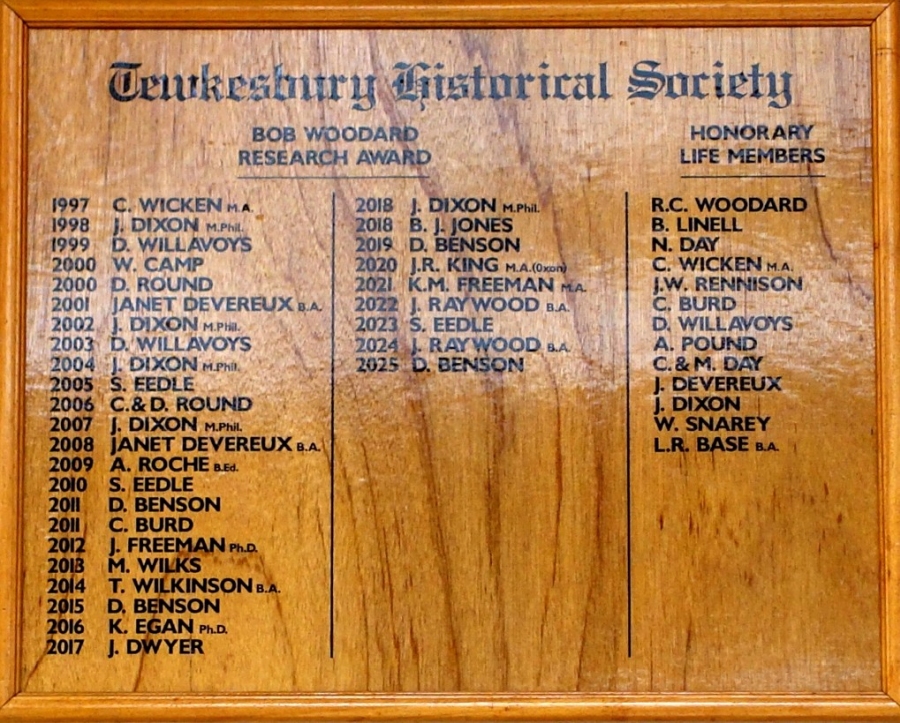 Tewkesbury Historical Society
BOB WOODARD
RESEARCH AWARD
1997 C. WICKEN M.A.
1998 J. DIXON M.Phil.
1999 D. WILLAVOYS
2000 W. CAMP
2000 D. ROUND
2001 JANET DEVEREUX B.A.
2002 J. DIXON M.Phil.
2003 D. WILLAVOYS
2004 J. DIXON M.Phil.
2005 S. EEDLE
2006 C. & D. ROUND
2007 J. DIXON M.Phil.
2008 JANET DEVEREUX B.A.
2009 A. ROCHE B.Ed.
2010 S. EEDLE
2011 D. BENSON
2011 C. BURD
2012 J. FREEMAN Ph.D.
2013 M. WILKS
2014 T. WILKINSON B.A.
2015 D. BENSON
2016 K. EGAN Ph.D.
2017 J. DWYER
2018 J. DIXON M.Phil.
2018 B. J. JONES
2019 D. BENSON
2020 J.R. KING M.A.(Oxon)
2021 K.M. FREEMAN M.A.
2022 J. RAYWOOD B.A.
2023 S. EEDLE
2024 J. RAYWOOD B.A.
2025 D. BENSON
HONORARY
LIFE MEMBERS
R.C. WOODARD
B. LINELL
N. DAY
C. WICKEN M.A.
J.W. RENNISON
C. BURD
D. WILLAVOYS
A. POUND
C. & M. DAY
J. DEVEREUX
J. DIXON
W. SNAREY
L.R. BASE B.A.